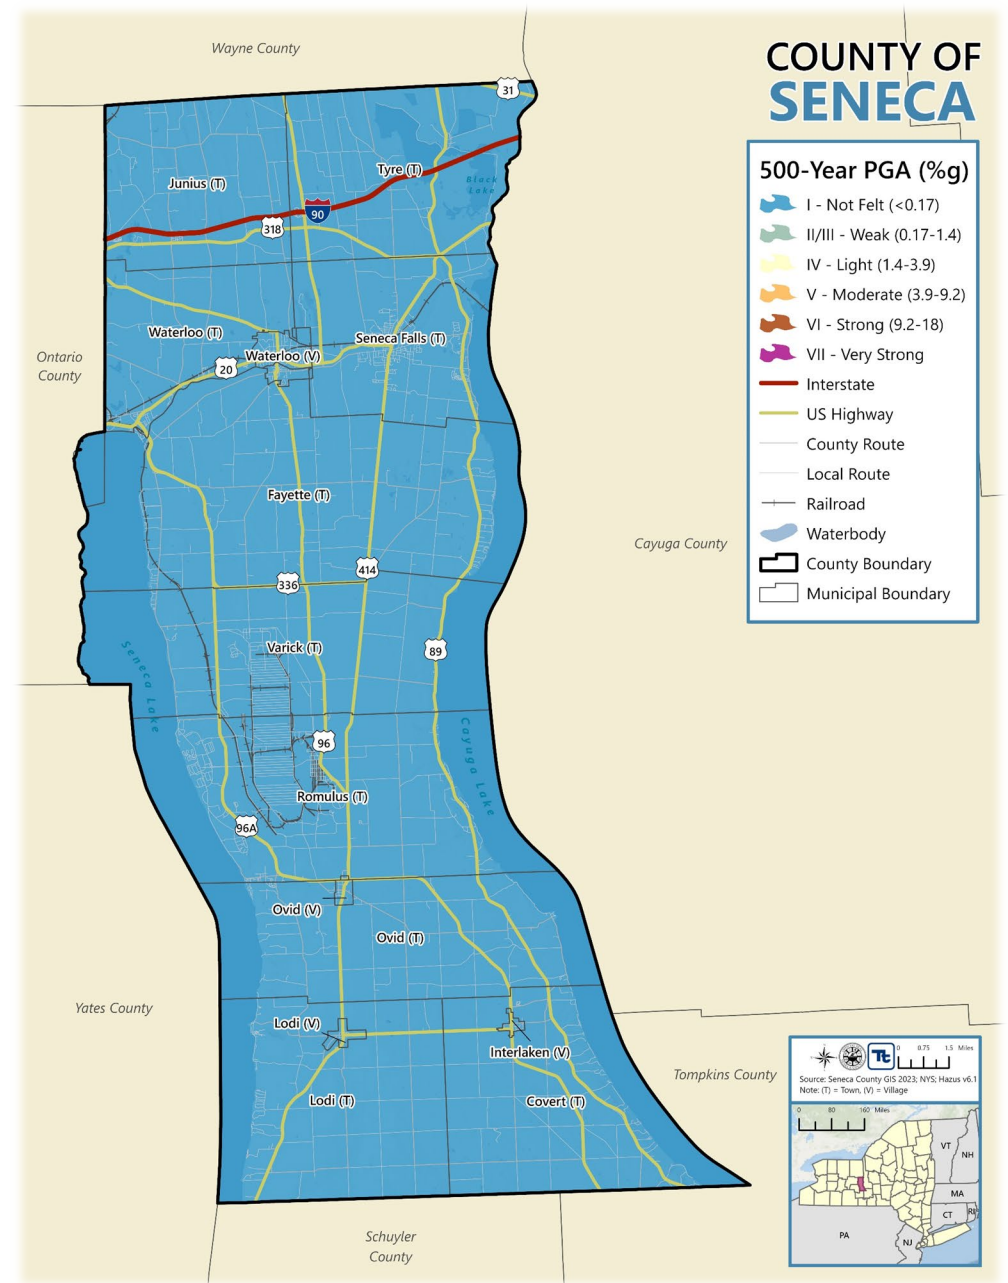 Wayne County
COUNTY OF
SENECA
31
500-Year PGA (%g)
I - Not Felt (<0.17)
II/III - Weak (0.17-1.4)
IV - Light (1.4-3.9)
V - Moderate (3.9-9.2)
VI - Strong (9.2-18)
VII - Very Strong
Interstate
US Highway
County Route
Local Route
Railroad
Waterbody
County Boundary
Municipal Boundary
Junius (T)
Tyre (T)
Black
Lake
90
318
Waterloo (T)
Seneca Falls (T)
Waterloo (V)
Ontario
County
20
Fayette (T)
Cayuga County
414
336
Varick (T)
89
Seneca Lake
Cayuga Lake
96
Romulus (T)
96A
Ovid (V)
Ovid (T)
Yates County
Lodi (V)
Interlaken (V)
Tompkins County
Lodi (T)
Covert (T)
Schuyler
County
0 0.75 1.5 Miles
Tt
Source: Seneca County GIS 2023; NYS; Hazus v6.1
Note: (T) = Town, (V) = Village
0 80 160 Miles
VT
NH
MA
CT
RI
PA
NJ